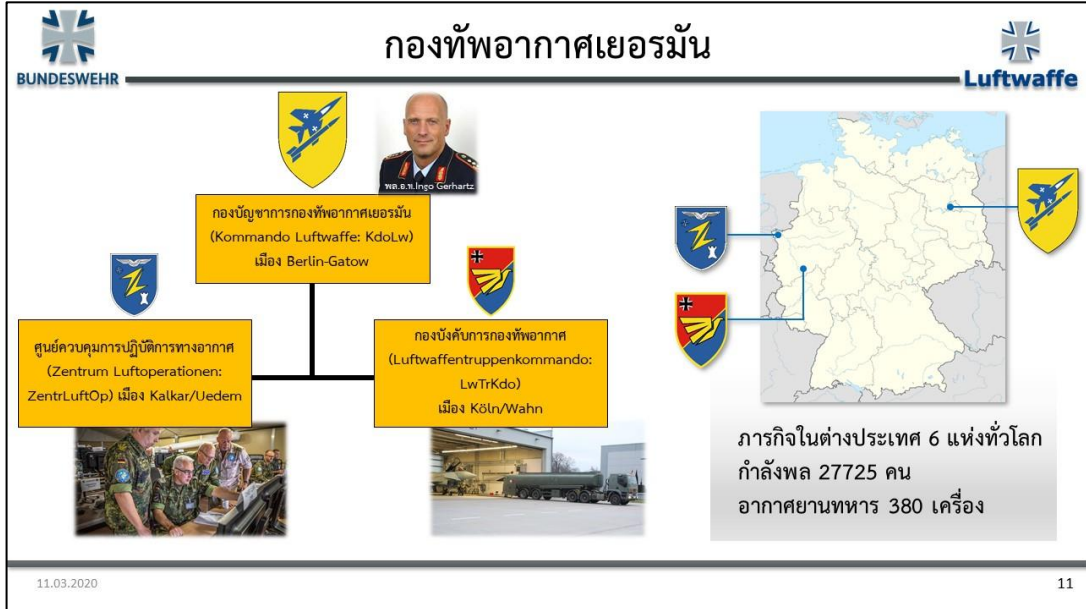 BUNDESWEHR
กองทัพอากาศเยอรมัน
Luftwaffe
พล.อ.ท.Ingo Gerhartz
กองบัญชาการกองทัพอากาศเยอรมัน
(Kommando Luftwaffe: KdoLw)
เมือง Berlin-Gatow
ศูนย์ควบคุมการปฏิบัติการทางอากาศ
(Zentrum Luftoperationen:
ZentrLuftOp) เมือง Kalkar/Uedem
กองบังคับการกองทัพอากาศ
(Luftwaffentruppenkommando:
LwTrKdo)
เมือง Köln/Wahn
ภารกิจในต่างประเทศ 6 แห่งทั่วโลก
กำลังพล 27725 คน
อากาศยานทหาร 380 เครื่อง
11.03.2020
11